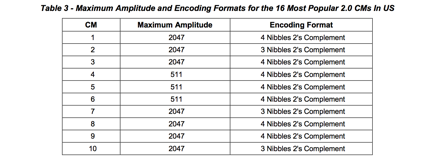 Table 3 - Maximum Amplitude and Encoding Formats for the 16 Most Popular 2.0 CMs In US
CM Maximum Amplitude Encoding Format
1 2047 4 Nibbles 2's Complement
2 2047 3 Nibbles 2's Complement
3 2047 4 Nibbles 2's Complement
4 511 4 Nibbles 2's Complement
5 511 4 Nibbles 2's Complement
6 511 4 Nibbles 2's Complement
7 2047 3 Nibbles 2's Complement
8 2047 4 Nibbles 2's Complement
9 2047 4 Nibbles 2's Complement
10 2047 3 Nibbles 2's Complement